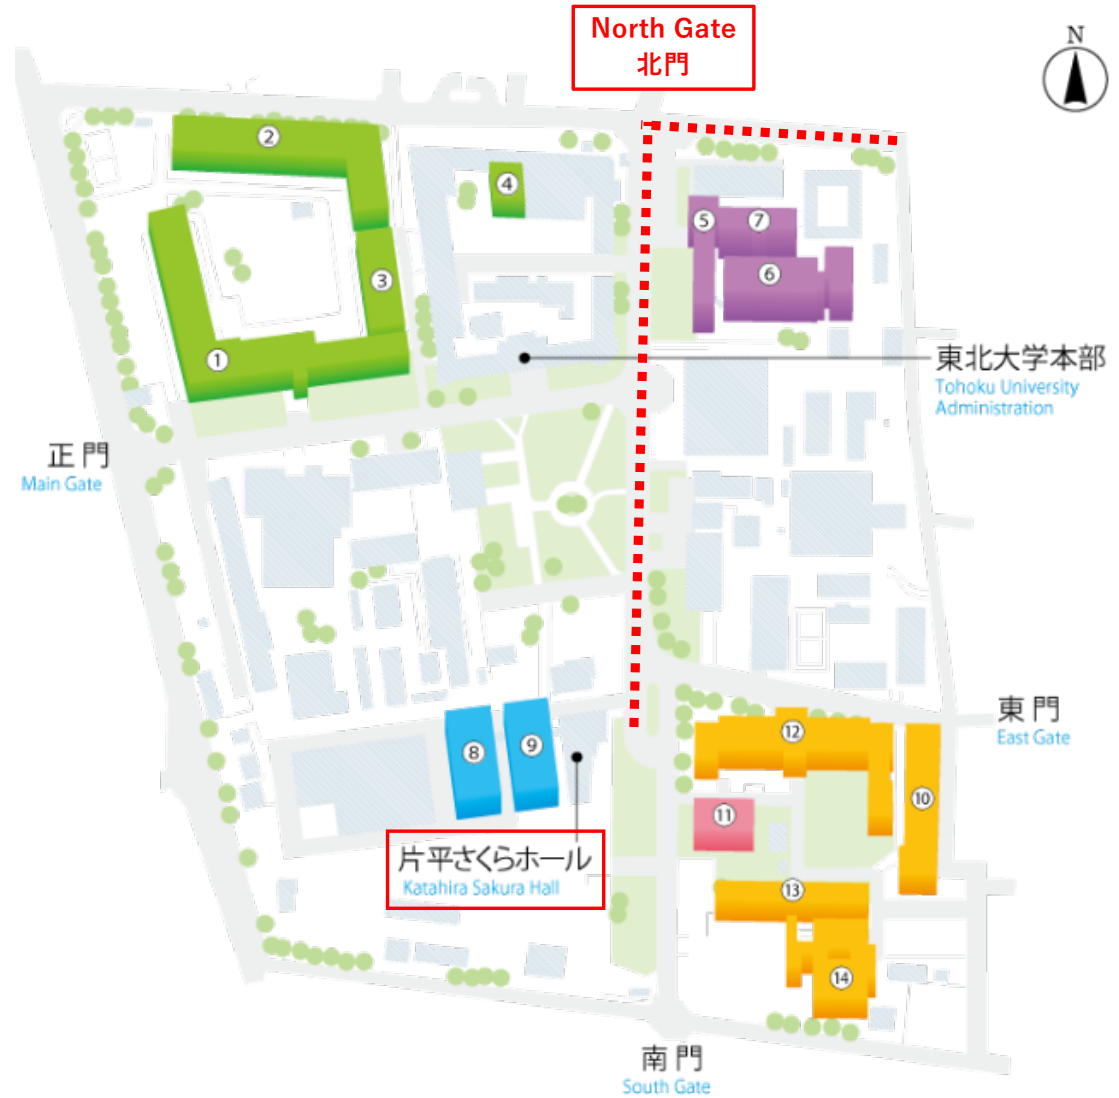 North Gate
北門
N
②
④
⑤
⑦
⑥
③
①
東北大学本部
Tohoku University
Administration
正門
Main Gate
東門
East Gate
⑫
⑨
⑧
⑩
⑪
片平さくらホール
Katahira Sakura Hall
⑬
⑭
南門
South Gate